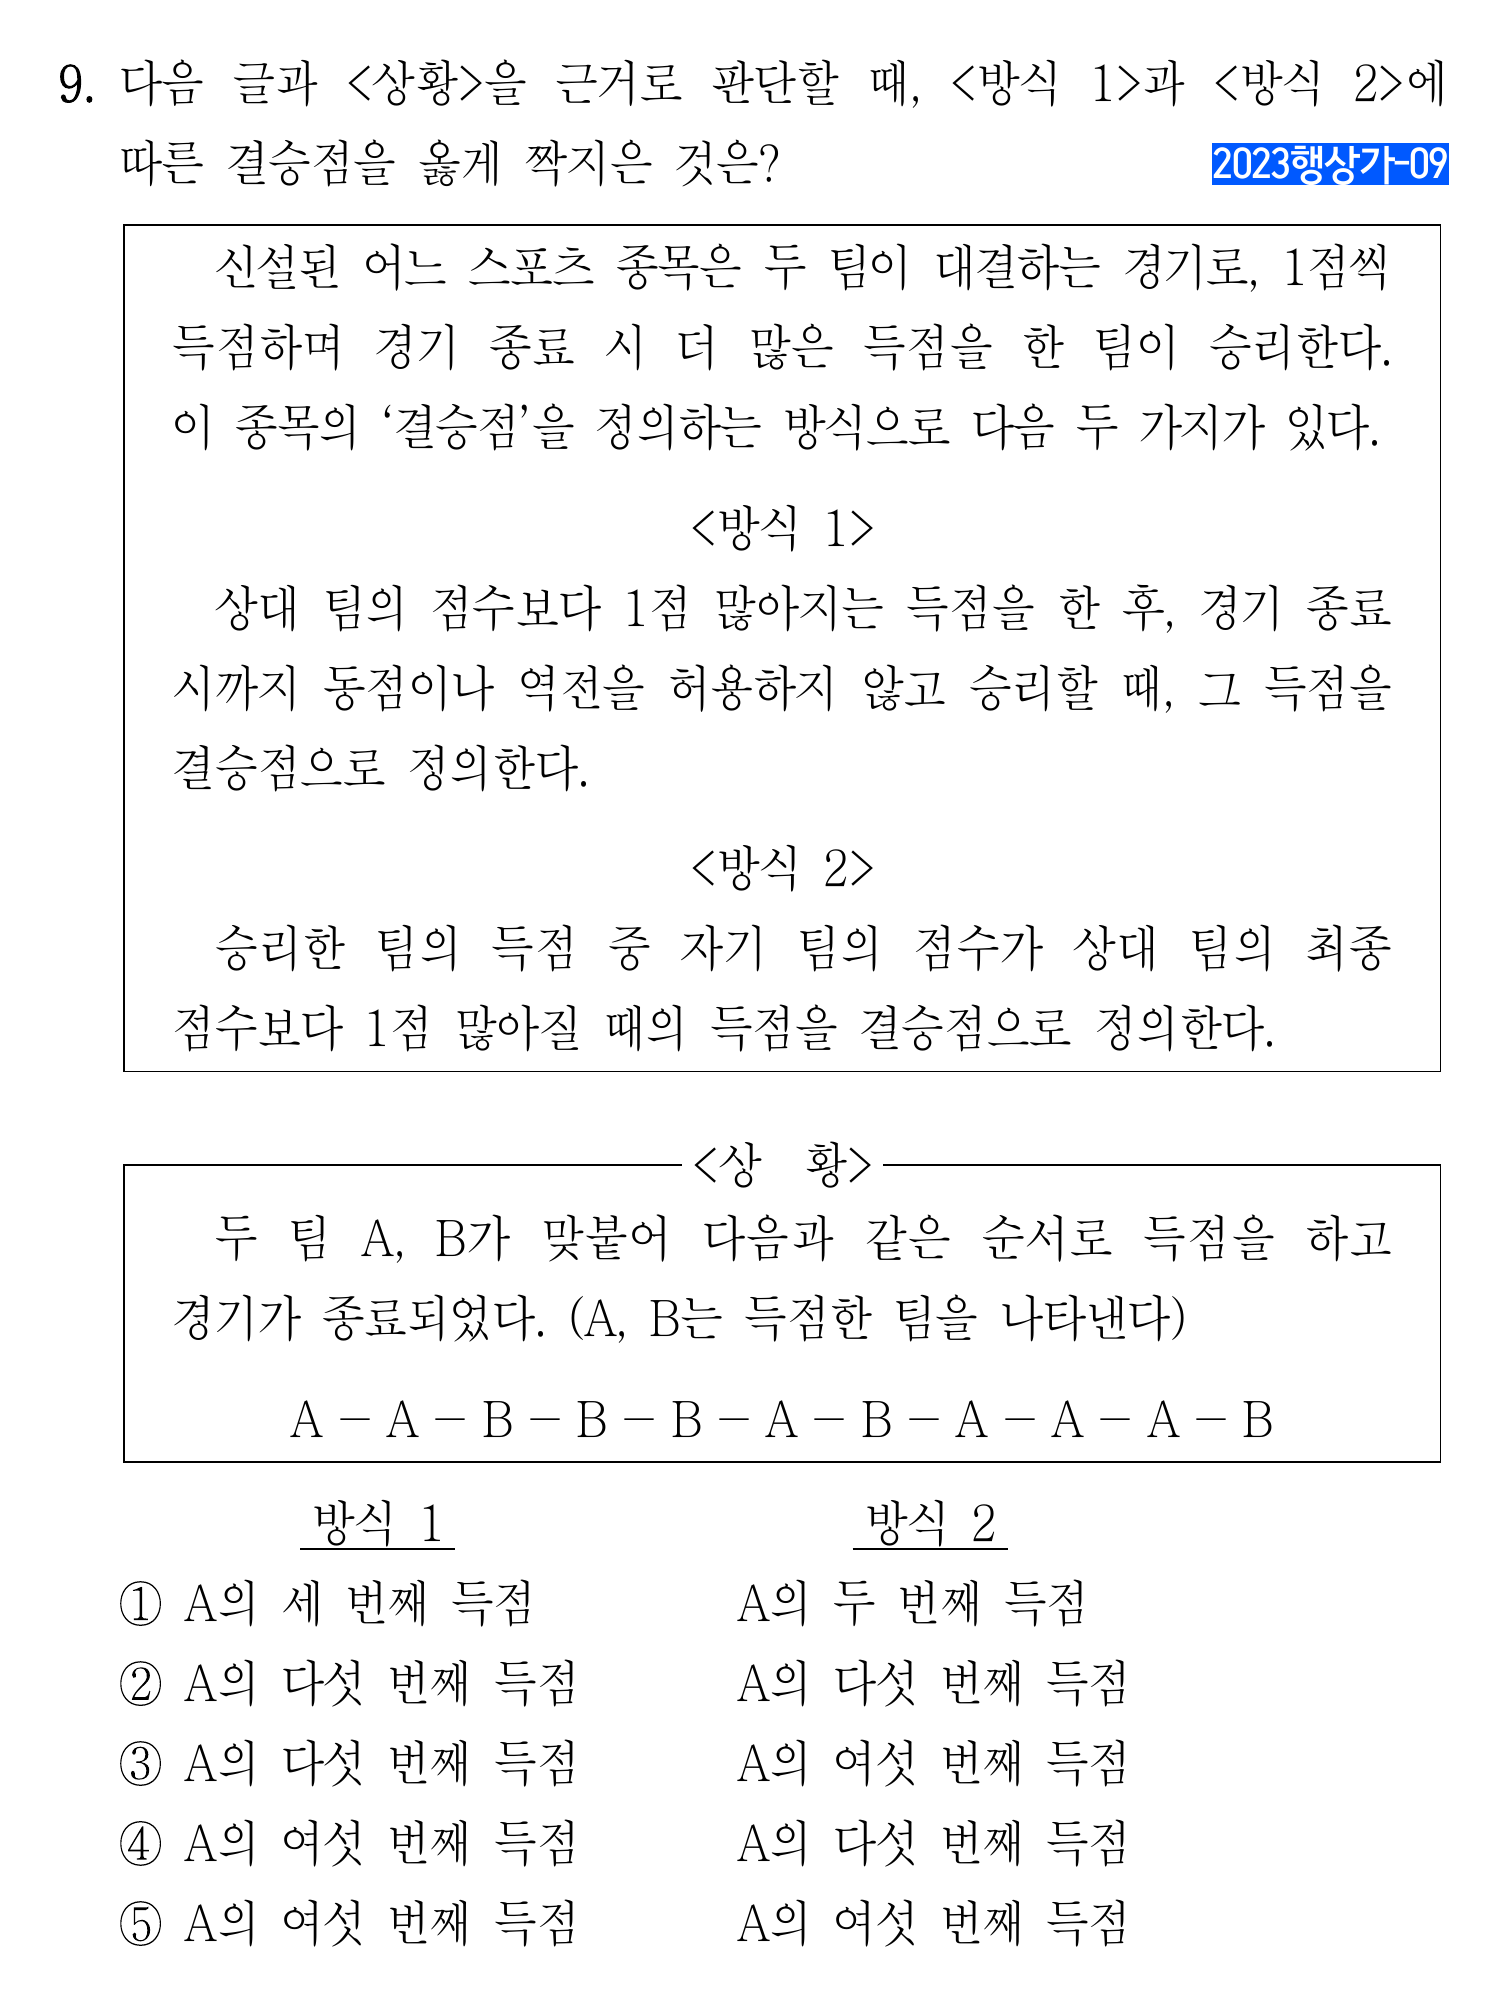 9. 다음 글과 <상황>을 근거로 판단할 때, <방식 1>과 <방식 2>에
따른 결승점을 옳게 짝지은 것은?
2023행상가-09
신설된 어느 스포츠 종목은 두 팀이 대결하는 경기로, 1점씩
득점하며 경기 종료 시 더 많은 득점을 한 팀이 승리한다.
이 종목의 ‘결승점’을 정의하는 방식으로 다음 두 가지가 있다.
<방식 1>
상대 팀의 점수보다 1점 많아지는 득점을 한 후, 경기 종료
시까지 동점이나 역전을 허용하지 않고 승리할 때, 그 득점을
결승점으로 정의한다.
<방식 2>
승리한 팀의 득점 중 자기 팀의 점수가 상대 팀의 최종
점수보다 1점 많아질 때의 득점을 결승점으로 정의한다.
<상 황>
두 팀 A, B가 맞붙어 다음과 같은 순서로 득점을 하고
경기가 종료되었다. (A, B는 득점한 팀을 나타낸다)
A - A - B - B - B - A - B - A - A - A - B
방식 1 방식 2
① A의 세 번째 득점 A의 두 번째 득점
② A의 다섯 번째 득점 A의 다섯 번째 득점
③ A의 다섯 번째 득점 A의 여섯 번째 득점
④ A의 여섯 번째 득점 A의 다섯 번째 득점
⑤ A의 여섯 번째 득점 A의 여섯 번째 득점